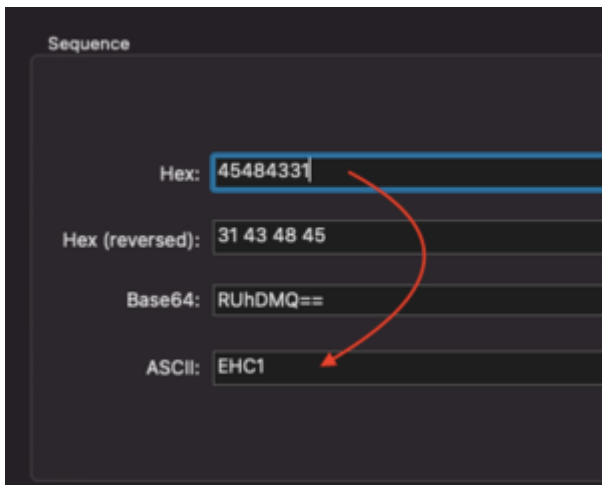 Sequence
Hex: 45484331
Hex (reversed): 31 43 48 45
Base64: RUhDMQ==
ASCII: EHC1